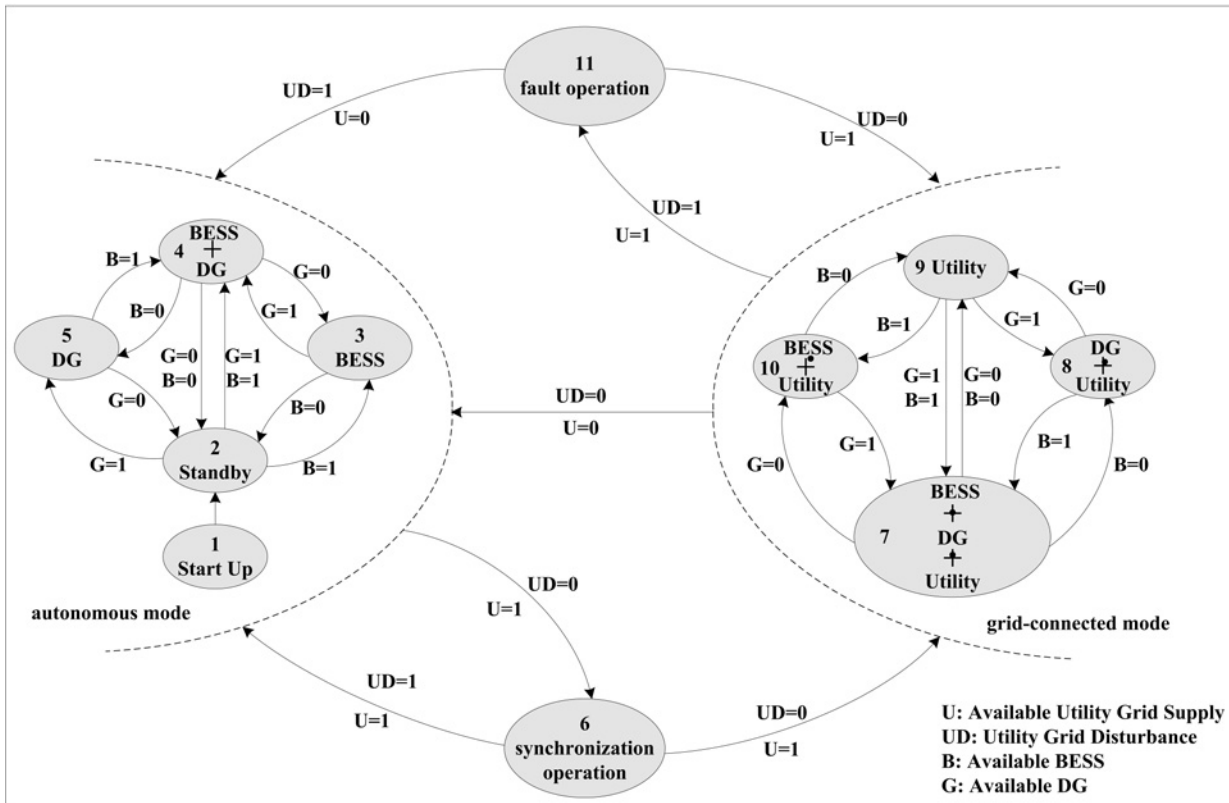 11
fault operation
UD=1
U=0
UD=0
U=1
UD=1
U=1
BESS
4 +
DG
B=1
B=0
G=0
G=1
5
DG
3
BESS
G=0
B=0
G=1
B=1
G=0
B=0
G=1
B=1
2
Standby
1
Start Up
autonomous mode
UD=0
U=0
9 Utility
B=0
B=1
G=0
G=1
BESS
10 +
Utility
DG
8 +
Utility
G=1
B=1
G=0
B=0
G=0
G=1
B=1
B=0
BESS
+
7 DG
+
Utility
grid-connected mode
UD=0
U=1
UD=1
U=1
6
synchronization
operation
UD=0
U=1
U: Available Utility Grid Supply
UD: Utility Grid Disturbance
B: Available BESS
G: Available DG